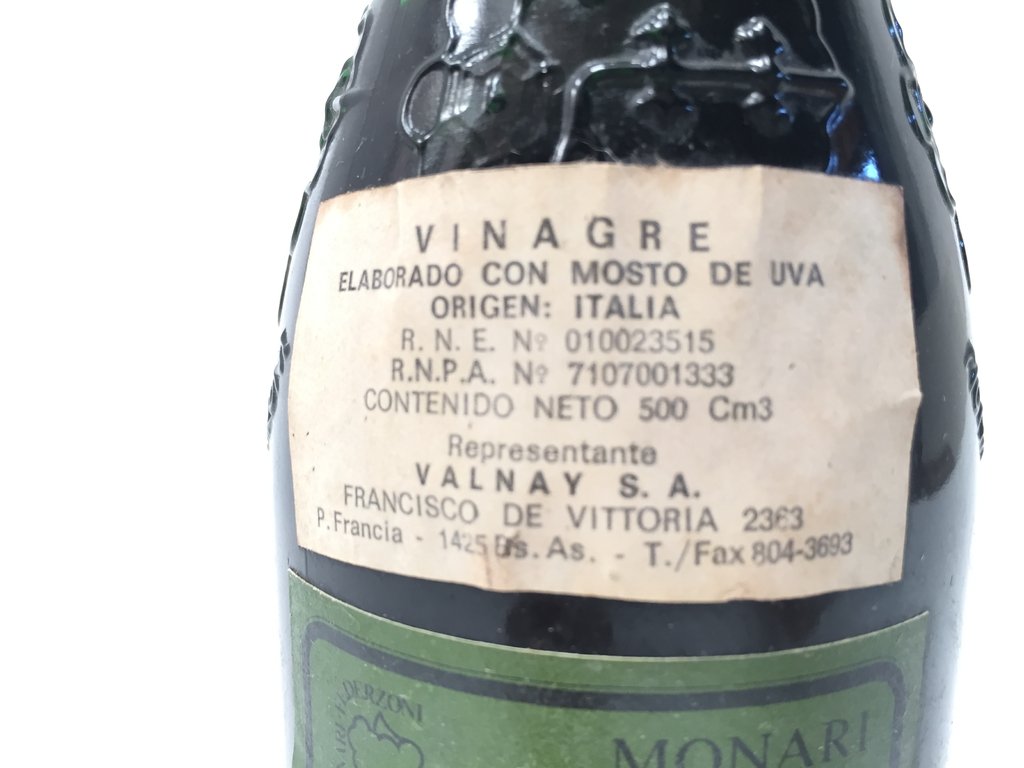 VINAGRE
ELABORADO CON MOSTO DE UVA
ORIGEN: ITALIA
R. N. E. Nº 010023515
R.N.P.A. Nº 7107001333
CONTENIDO NETO 500 Cm3
Representante
VALNAY S. A.
FRANCISCO DE VITTORIA 2363
P. Francia - 1425 Bs. As. - T./Fax 804-3693
DERZONI
MONARI